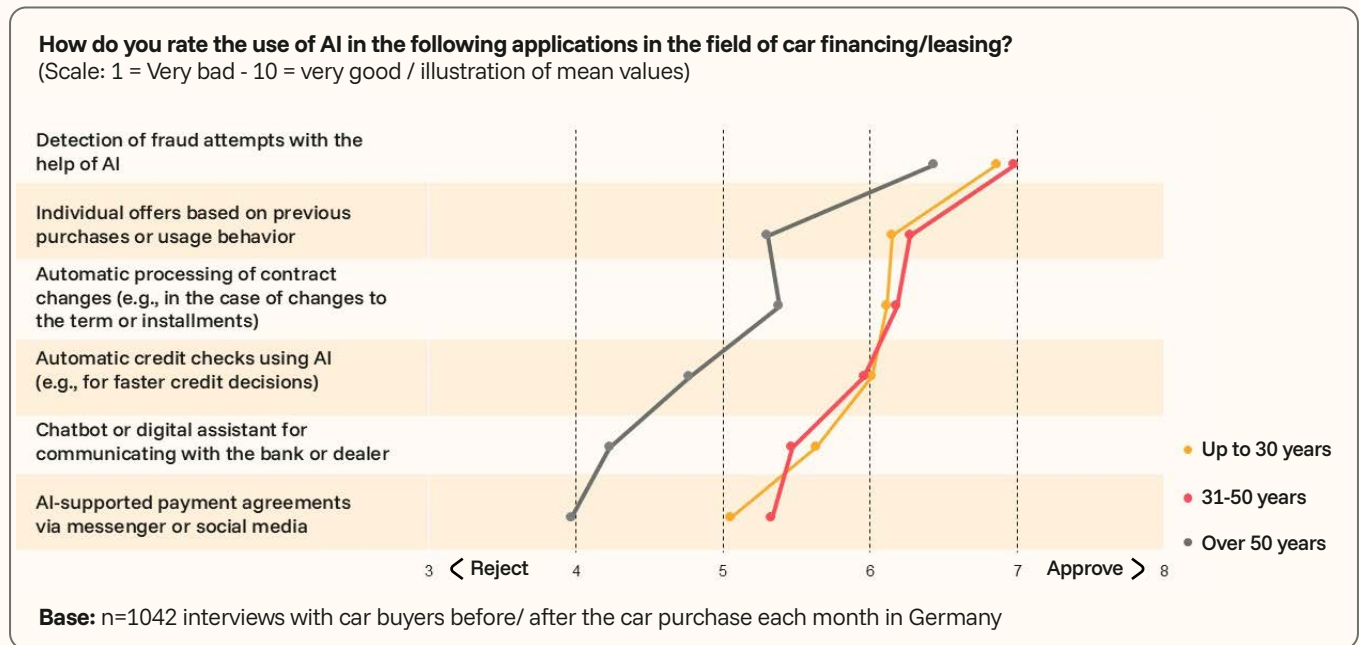 How do you rate the use of AI in the following applications in the field of car financing/leasing?
(Scale: 1 = Very bad - 10 = very good / illustration of mean values)
Detection of fraud attempts with the
help of AI
Individual offers based on previous
purchases or usage behavior
Automatic processing of contract
changes (e.g., in the case of changes to
the term or installments)
Automatic credit checks using AI
(e.g., for faster credit decisions)
Chatbot or digital assistant for
communicating with the bank or dealer
AI-supported payment agreements
via messenger or social media
Up to 30 years
31-50 years
Over 50 years
3 < Reject 4 5 6 7 Approve > 8
Base: n=1042 interviews with car buyers before/ after the car purchase each month in Germany